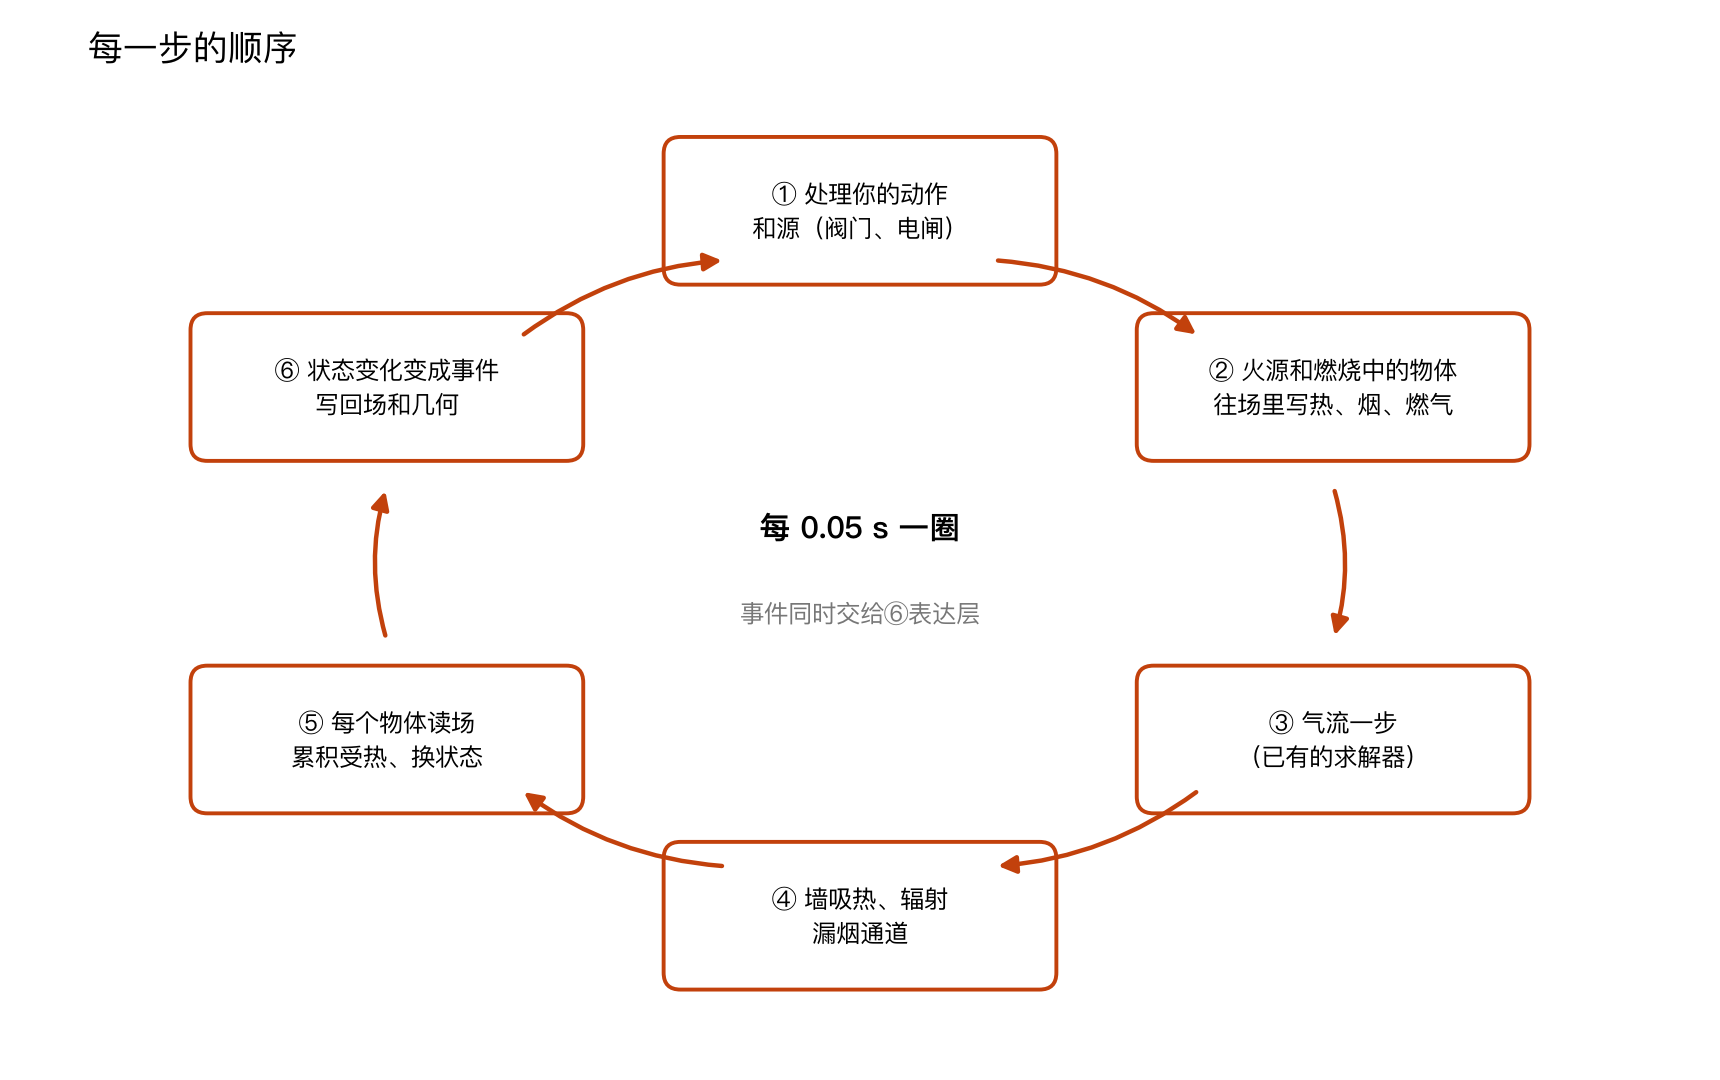 每一步的顺序
① 处理你的动作
和源（阀门、电闸）
② 火源和燃烧中的物体
往场里写热、烟、燃气
③ 气流一步
（已有的求解器）
④ 墙吸热、辐射
漏烟通道
⑤ 每个物体读场
累积受热、换状态
⑥ 状态变化变成事件
写回场和几何
每 0.05 s 一圈
事件同时交给⑥表达层